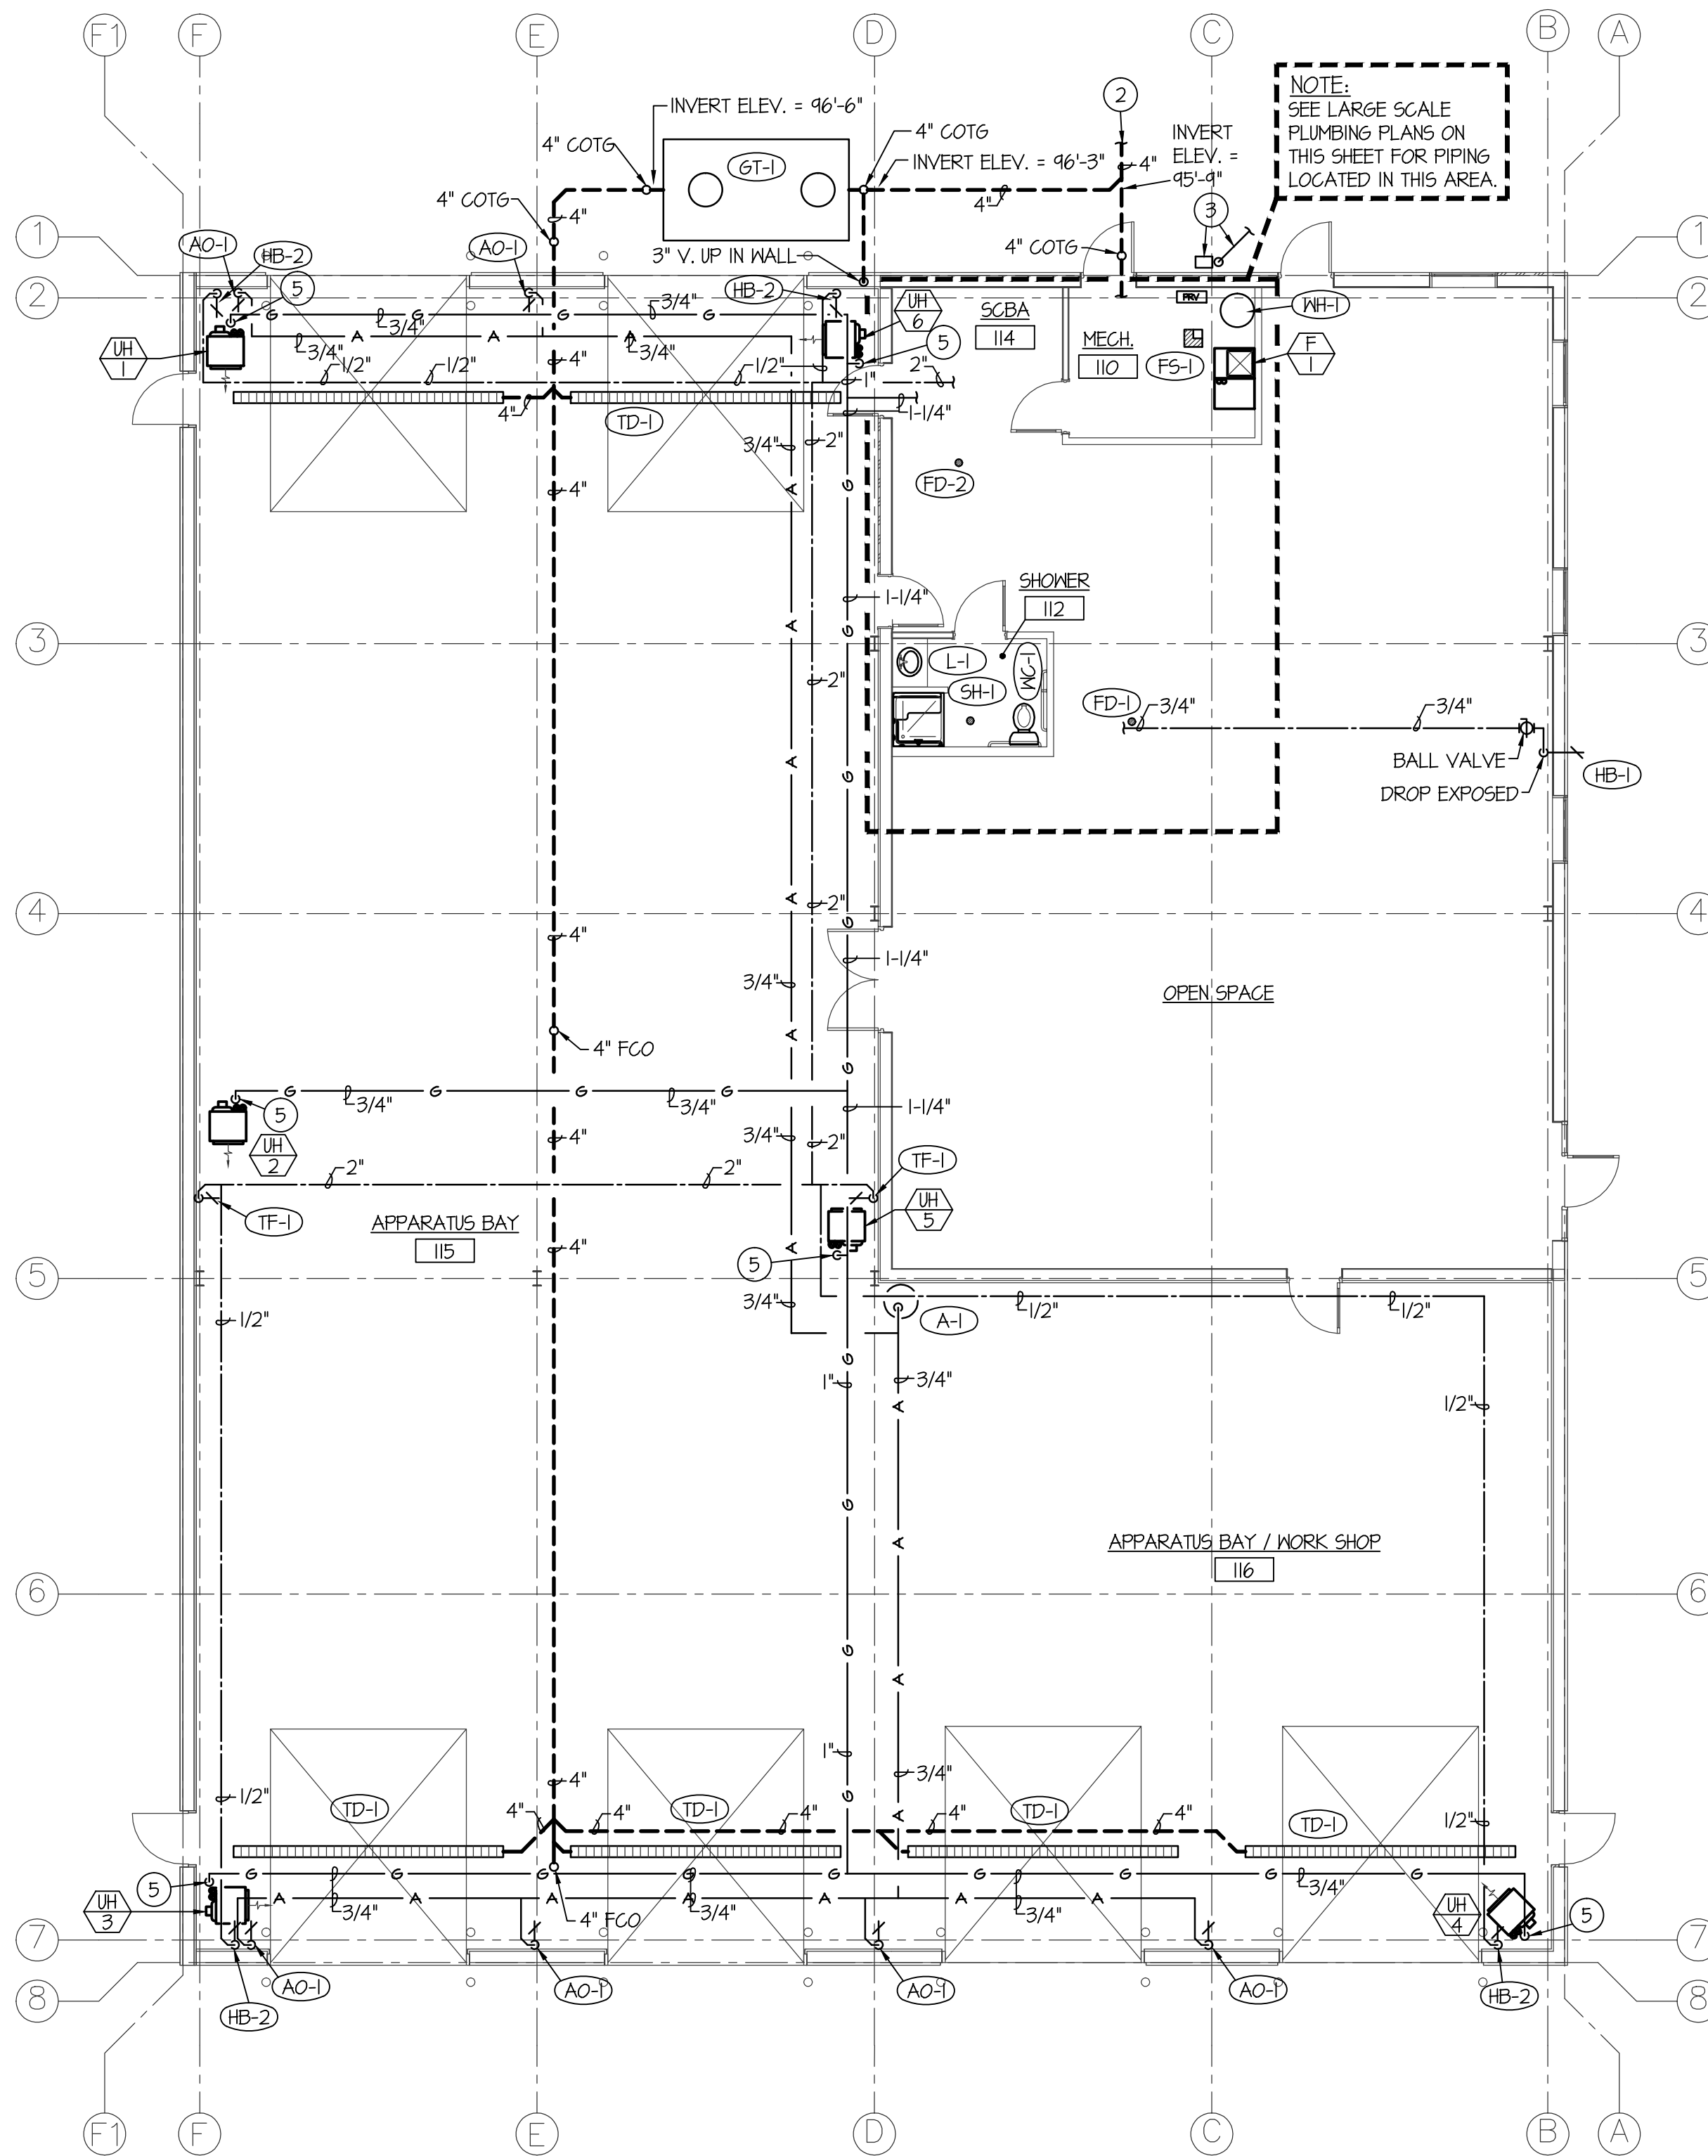 F1
F
E
D
C
B
A
NOTE:
SEE LARGE SCALE
PLUMBING PLANS ON
THIS SHEET FOR PIPING
LOCATED IN THIS AREA.
INVERT ELEV. = 96'-6"
2
4" COTG
4" COTG
INVERT ELEV. = 96'-3"
INVERT
ELEV. =
95'-9"
GT-1
4"
4"
4" COTG
4"
3
1
AO-1
HB-2
AO-1
3" V. UP IN WALL
4" COTG
1
2
5
HB-2
UH
6
SCBA
114
PRV
WH-1
2
3/4"
G
G
G
G
3/4"
MECH.
110
FS-1
F
1
UH
1
3/4"
A
A
A
3/4"
4"
5
1/2"
1/2"
1/2"
1"
2"
4"
TD-1
1-1/4"
3/4"
2"
4"
A
G
FD-2
1-1/4"
SHOWER
112
A
G
3
L-1
WC-1
SH-1
3
2"
FD-1
3/4"
3/4"
A
G
BALL VALVE
HB-1
DROP EXPOSED
4
A
2"
G
4
4"
1-1/4"
3/4"
OPEN SPACE
A
4" FCO
G
G
G
G
G
3/4"
3/4"
5
1-1/4"
4"
3/4"
2"
UH
2
TF-1
2"
2"
TF-1
UH
5
APPARATUS BAY
115
4"
A
5
5
5
3/4"
1/2"
A-1
1/2"
1/2"
G
1"
3/4"
A
1/2"
G
A
APPARATUS BAY / WORK SHOP
116
6
6
G
A
1"
3/4"
4"
1/2"
TD-1
4"
4"
TD-1
4"
A
4"
TD-1
4"
TD-1
1/2"
G
G
G
G
G
G
G
G
G
5
3/4"
3/4"
3/4"
3/4"
UH
3
A
A
A
A
A
A
A
4" FCO
UH
4
5
7
7
8
AO-1
AO-1
AO-1
AO-1
HB-2
8
HB-2
F1
F
E
D
C
B
A